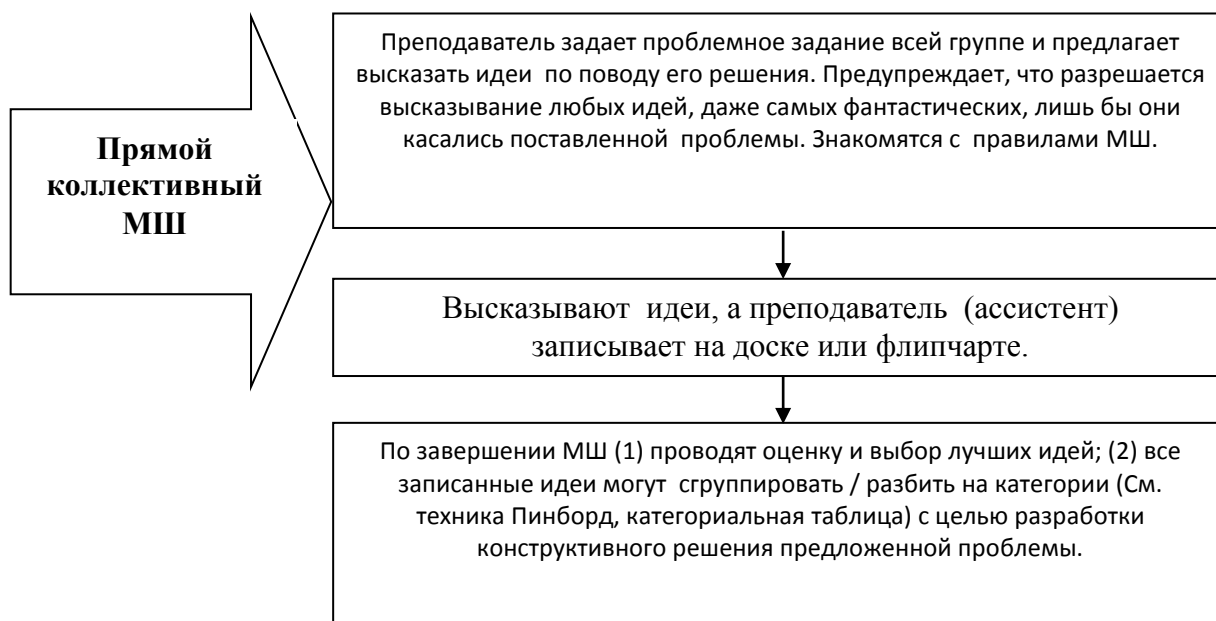 Прямой
коллективный
МШ
Преподаватель задает проблемное задание всей группе и предлагает
высказать идеи по поводу его решения. Предупреждает, что разрешается
высказывание любых идей, даже самых фантастических, лишь бы они
касались поставленной проблемы. Знакомятся с правилами МШ.
Высказывают идеи, а преподаватель (ассистент)
записывает на доске или флипчарте.
По завершении МШ (1) проводят оценку и выбор лучших идей; (2) все
записанные идеи могут сгруппировать / разбить на категории (См.
техника Пинборд, категориальная таблица) с целью разработки
конструктивного решения предложенной проблемы.